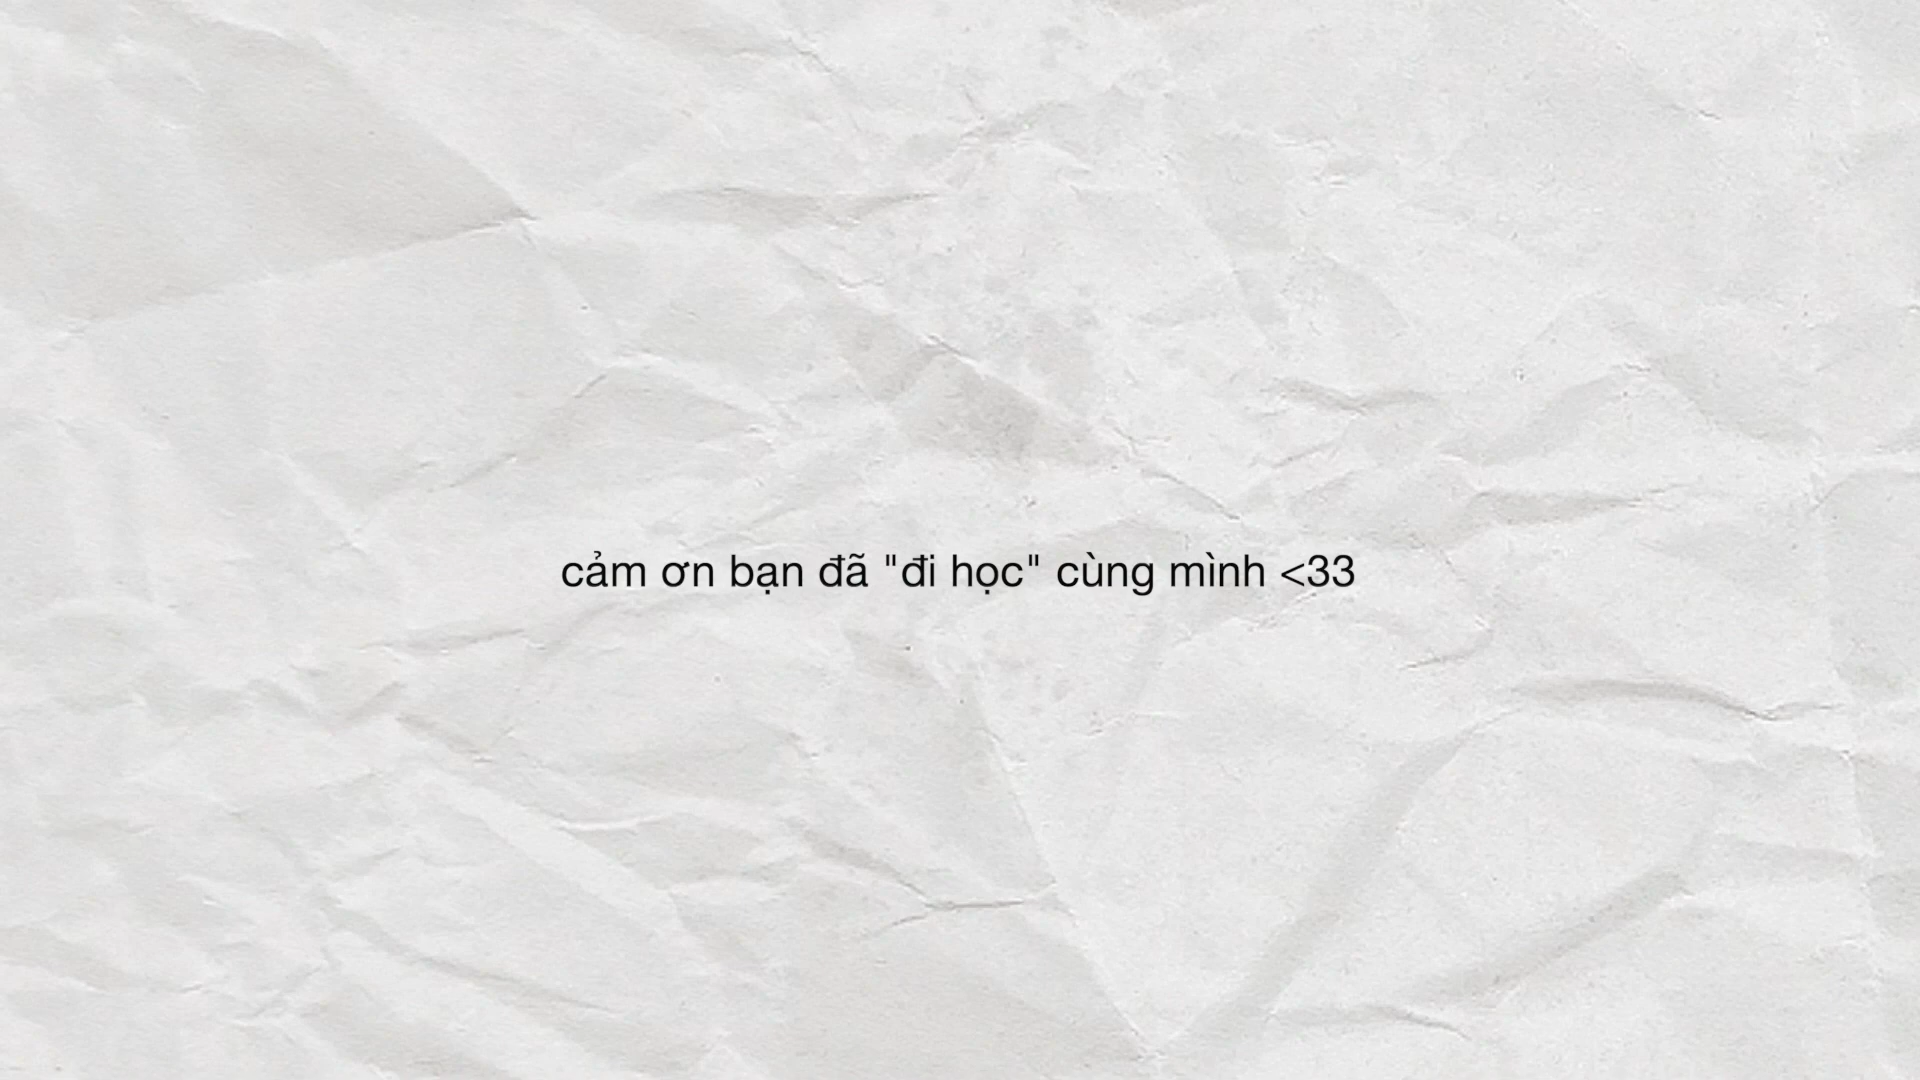 cảm ơn bạn đã "đi học" cùng mình <33